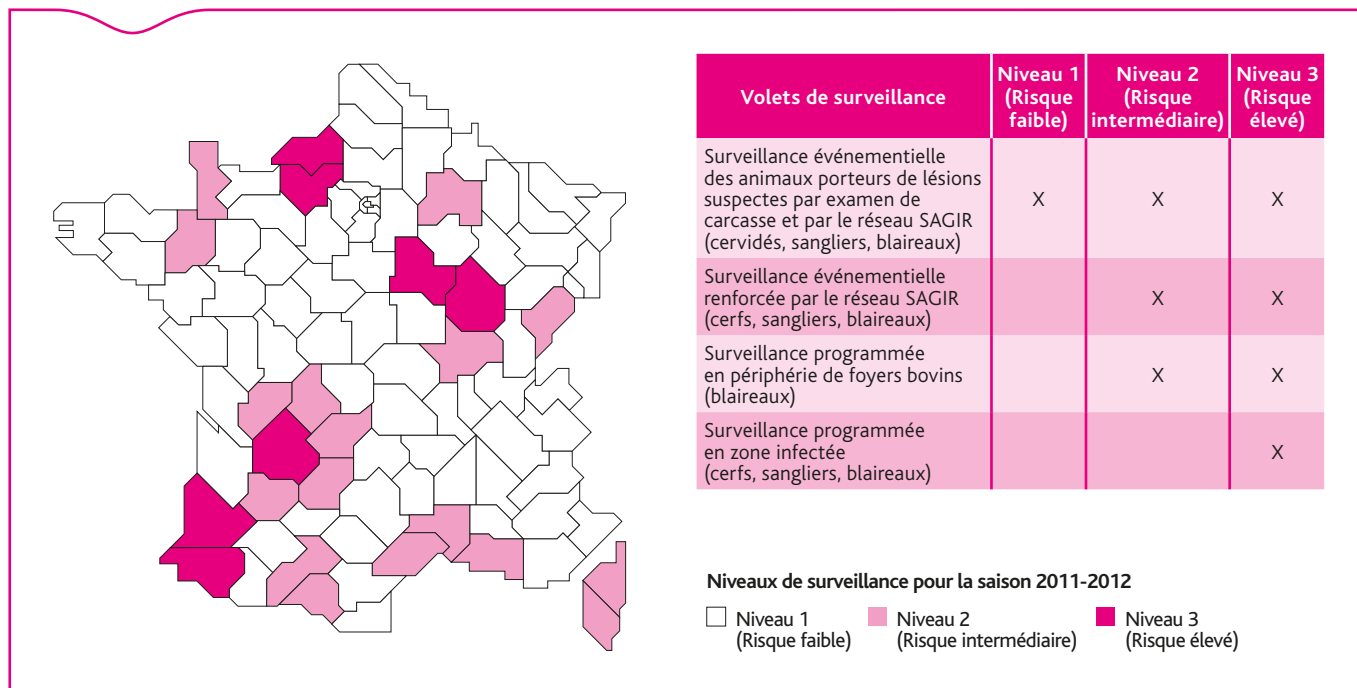 Volets de surveillance
Niveau 1
(Risque
faible)
Niveau 2
(Risque
intermédiaire)
Niveau 3
(Risque
élevé)
Surveillance événementielle
des animaux porteurs de lésions
suspectes par examen de
carcasse et par le réseau SAGIR
(cervidés, sangliers, blaireaux)
X X X
Surveillance événementielle
renforcée par le réseau SAGIR
(cerfs, sangliers, blaireaux)
X X
Surveillance programmée
en périphérie de foyers bovins
(blaireaux)
X X
Surveillance programmée
en zone infectée
(cerfs, sangliers, blaireaux)
X
Niveaux de surveillance pour la saison 2011-2012
Niveau 1
(Risque faible)
Niveau 2
(Risque intermédiaire)
Niveau 3
(Risque élevé)